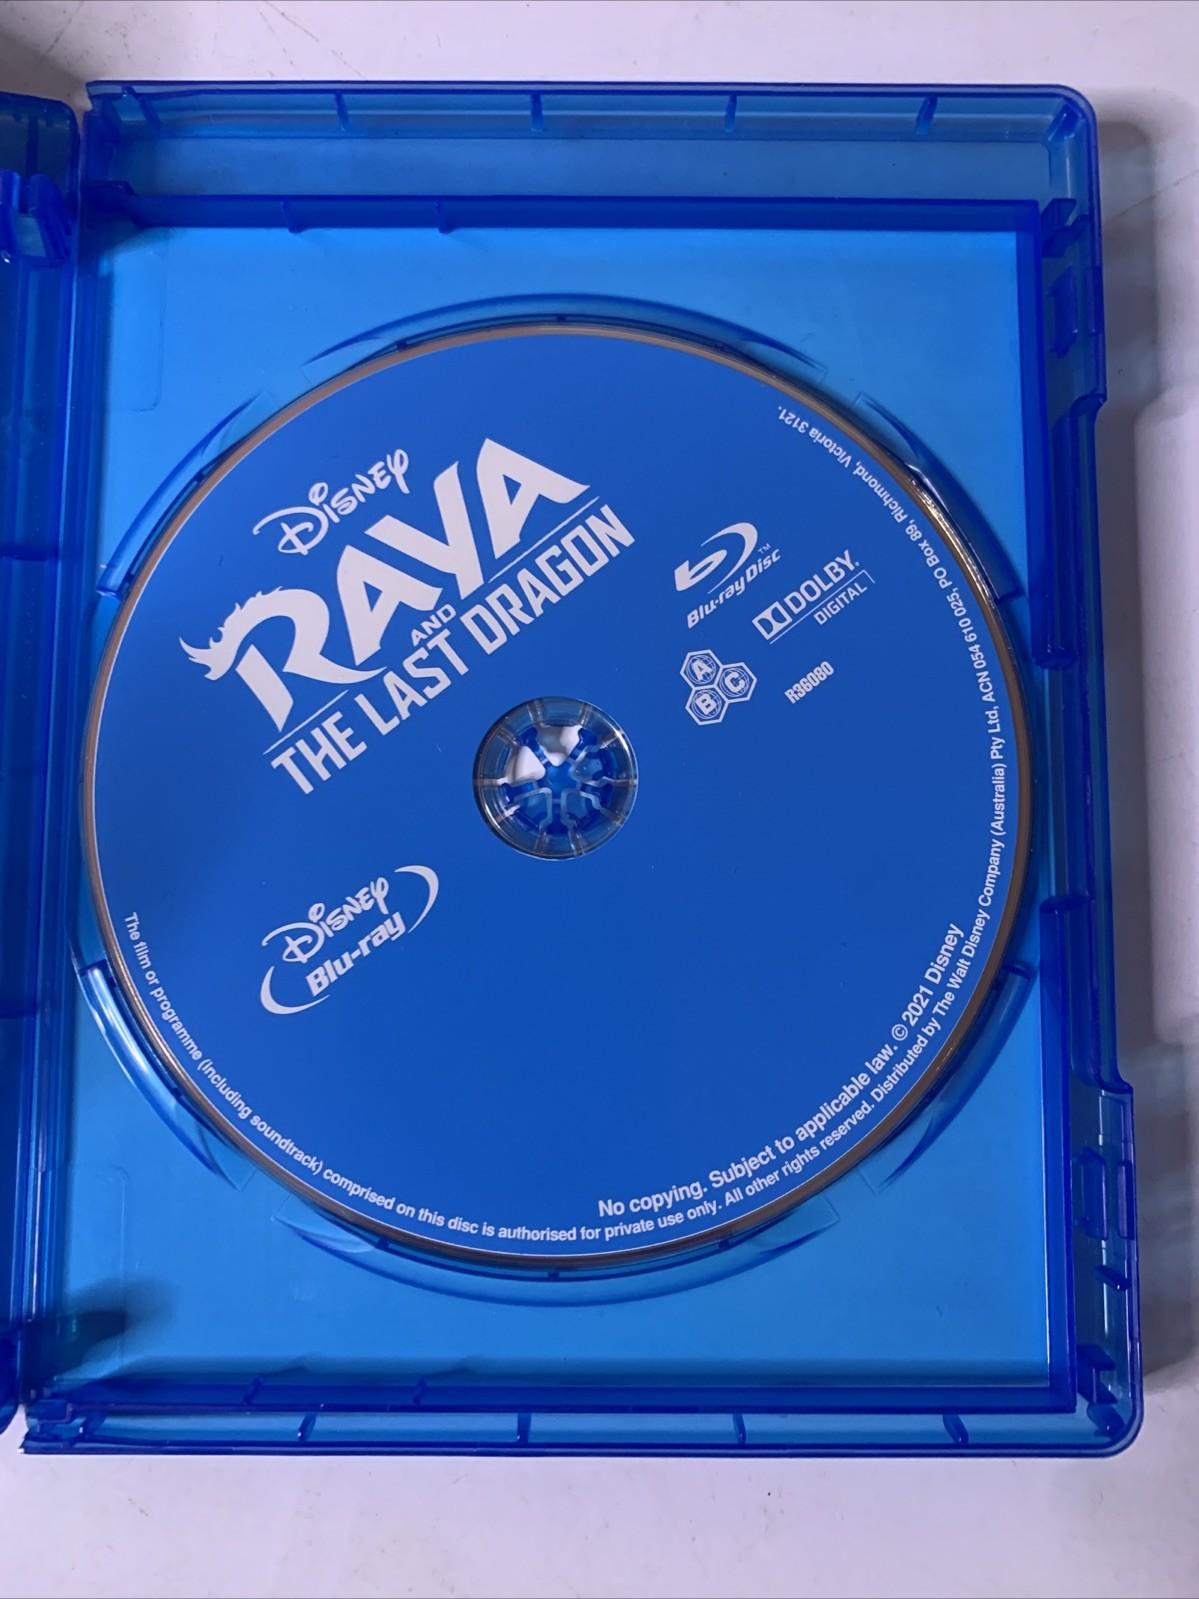 Disney
RAYA
AND
THE LAST DRAGON
Blu-ray Disc™
DOLBY®
DIGITAL
A
B
C
R36080
Disney
Blu-ray
No copying. Subject to applicable law. © 2021 Disney
The film or programme (including soundtrack) comprised on this disc is authorised for private use only. All other rights reserved. Distributed by The Walt Disney Company (Australia) Pty Ltd, ACN 054 610 025, PO Box 89, Richmond, Victoria 3121.